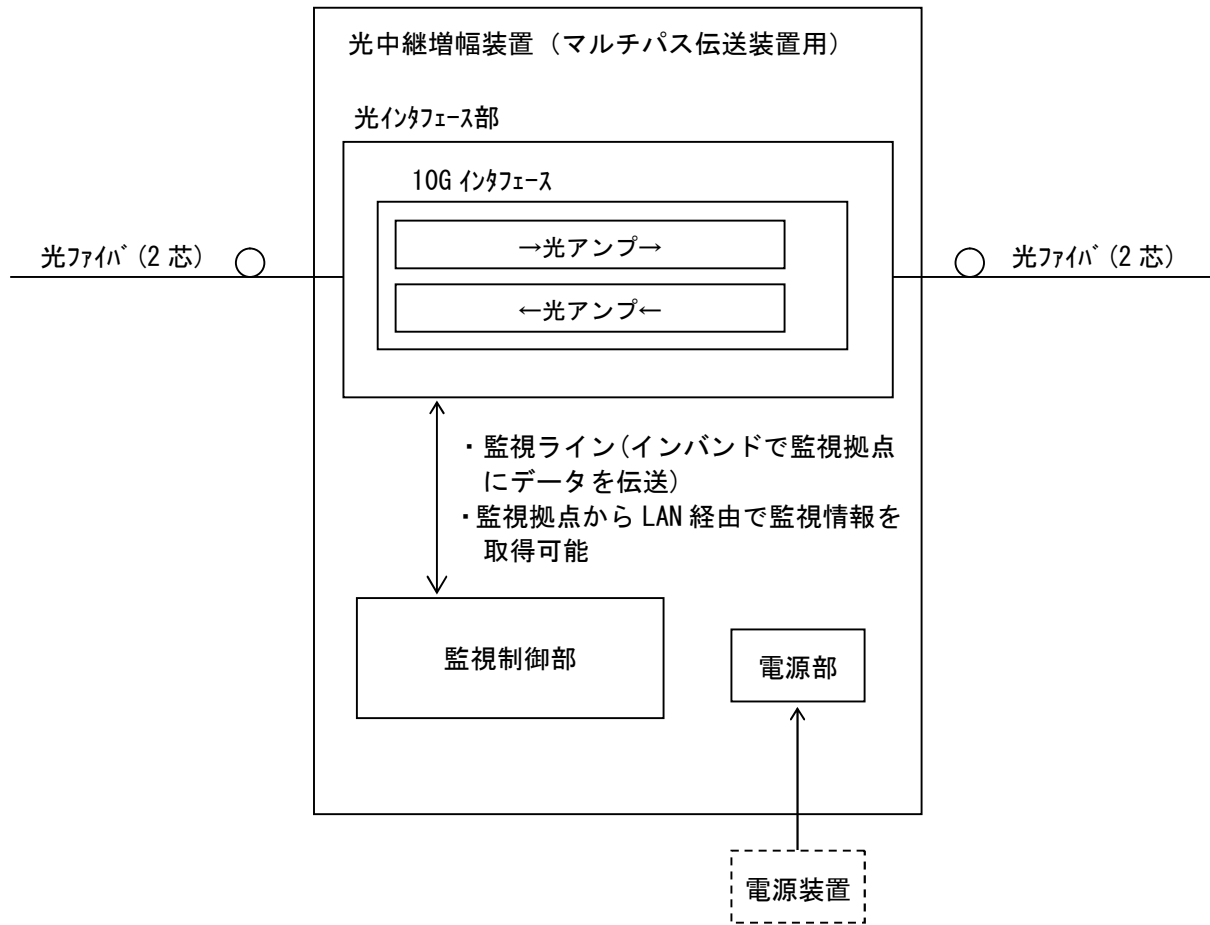 光中継増幅装置（マルチパス伝送装置用）
光ｲﾝﾀﾌｪｰｽ部
10G ｲﾝﾀﾌｪｰｽ
→光アンプ→
光ﾌｧｲﾊﾞ(2 芯)
光ﾌｧｲﾊﾞ(2 芯)
←光アンプ←
・監視ライン(インバンドで監視拠点
にデータを伝送)
・監視拠点から LAN 経由で監視情報を
取得可能
監視制御部
電源部
電源装置